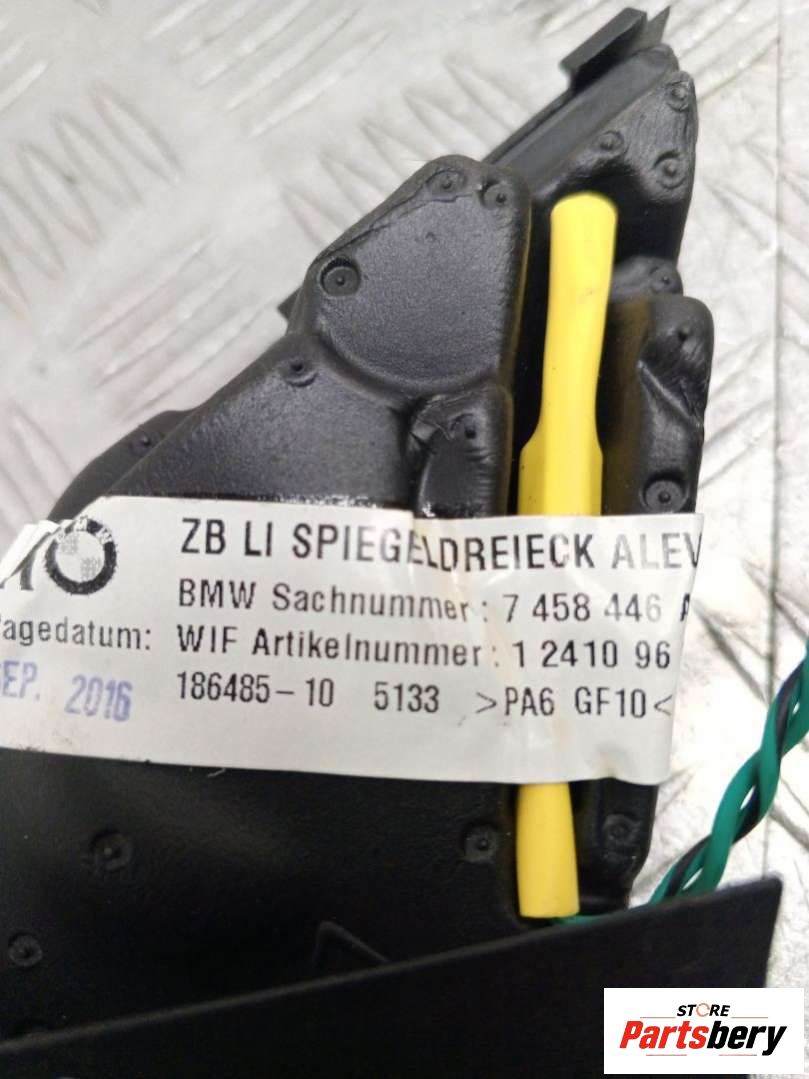 ZB LI SPIEGELDREIECK ALEV
BMW Sachnummer: 7 458 446 A
agedatum: WIF Artikelnummer: 1 2410 96
EP. 2016 186485-10 5133 >PA6 GF10<
STORE
Partsbery